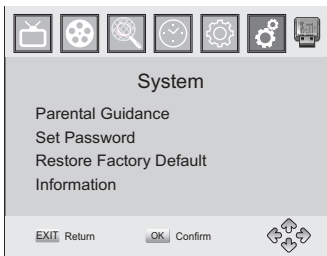 System
Parental Guidance
Set Password
Restore Factory Default
Information
EXIT Return OK Confirm